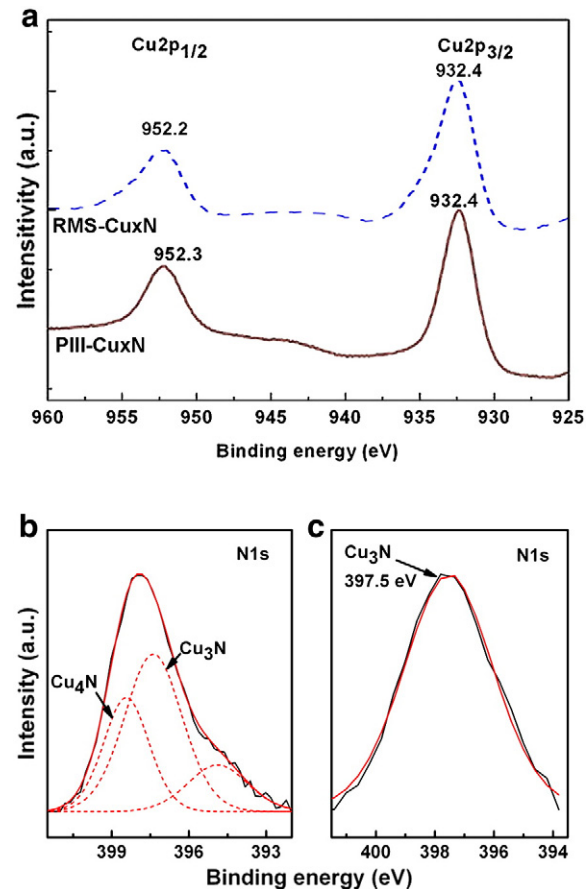 a
Cu2p1/2 Cu2p3/2
932.4
952.2
RMS-CuxN 932.4
952.3
PIII-CuxN
Intensitivity (a.u.)
960 955 950 945 940 935 930 925
Binding energy (eV)
b N1s
Cu3N
Cu4N
Intensity (a.u.)
399 396 393
c Cu3N N1s
397.5 eV
400 398 396 394
Binding energy (eV)